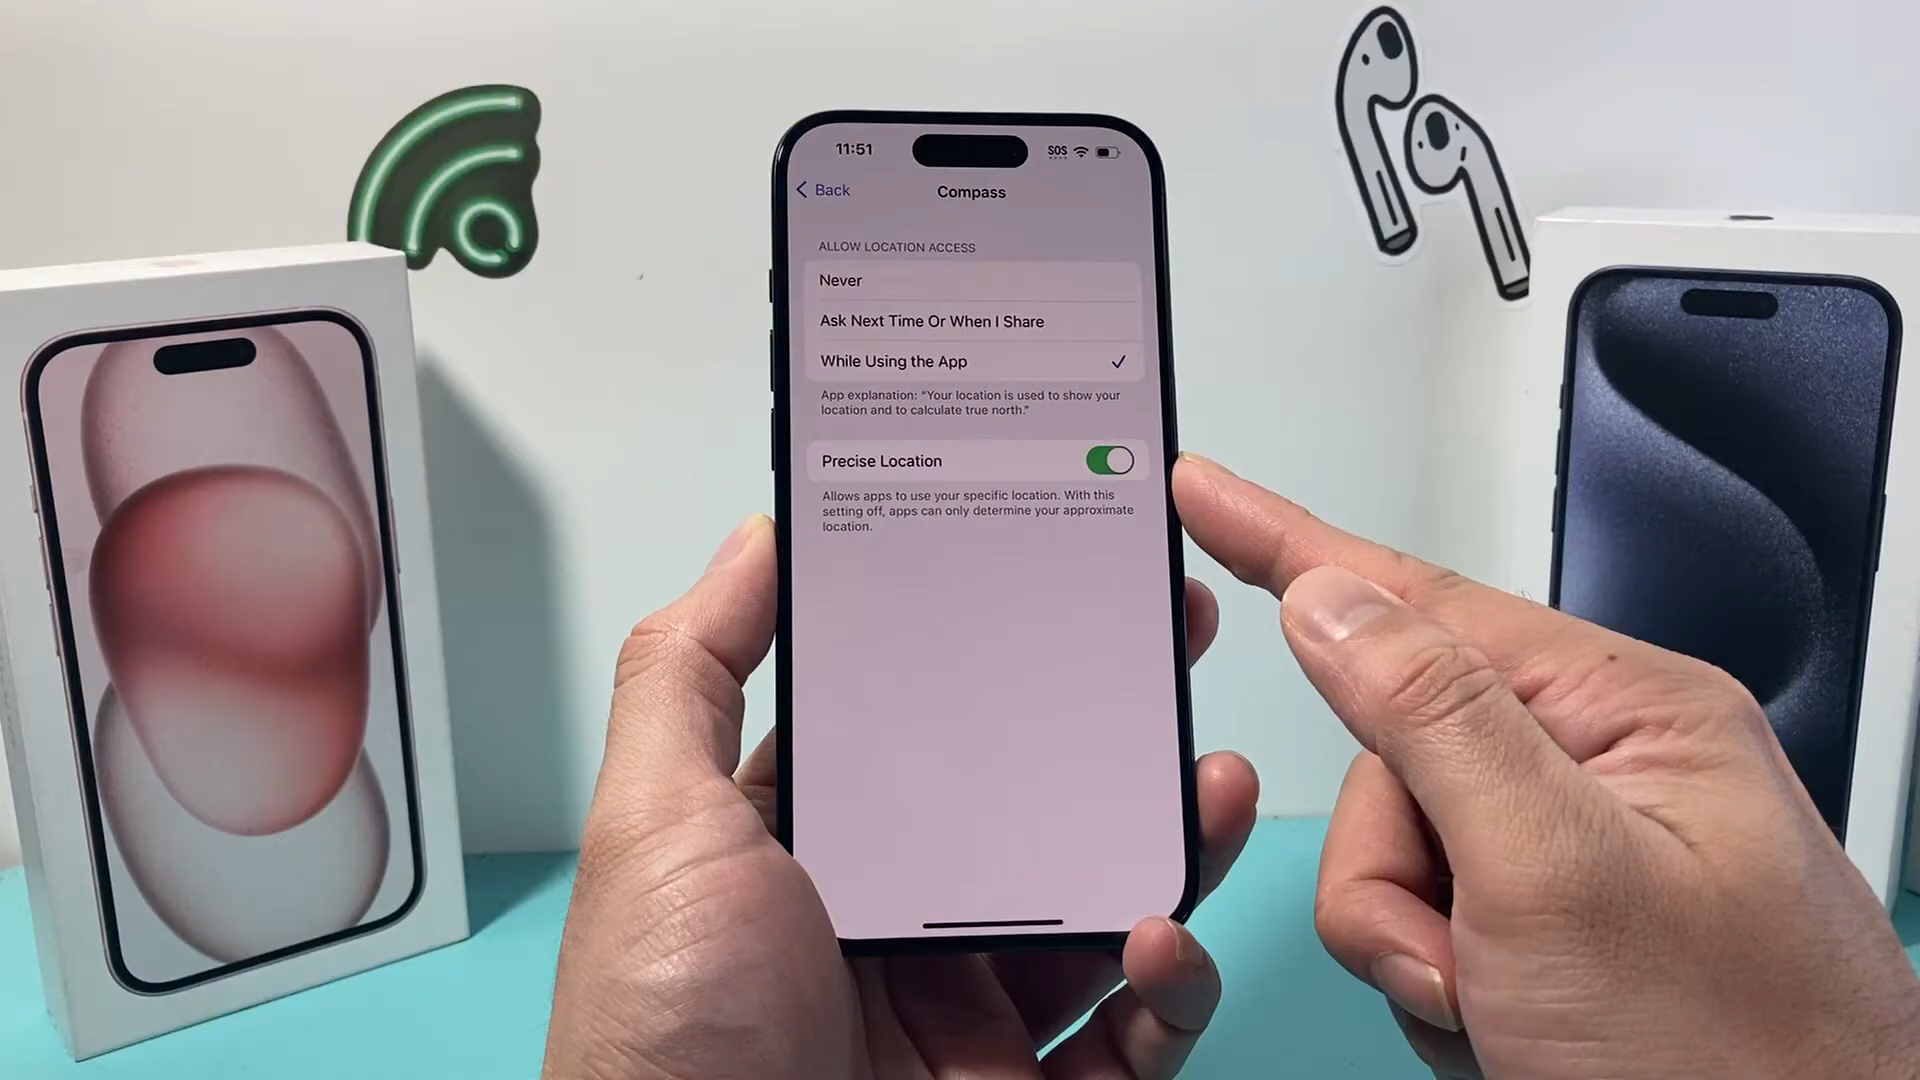 11:51
SOS
Back
Compass
ALLOW LOCATION ACCESS
Never
Ask Next Time Or When I Share
While Using the App
App explanation: “Your location is used to show your
location and to calculate true north.”
Precise Location
Allows apps to use your specific location. With this
setting off, apps can only determine your approximate
location.